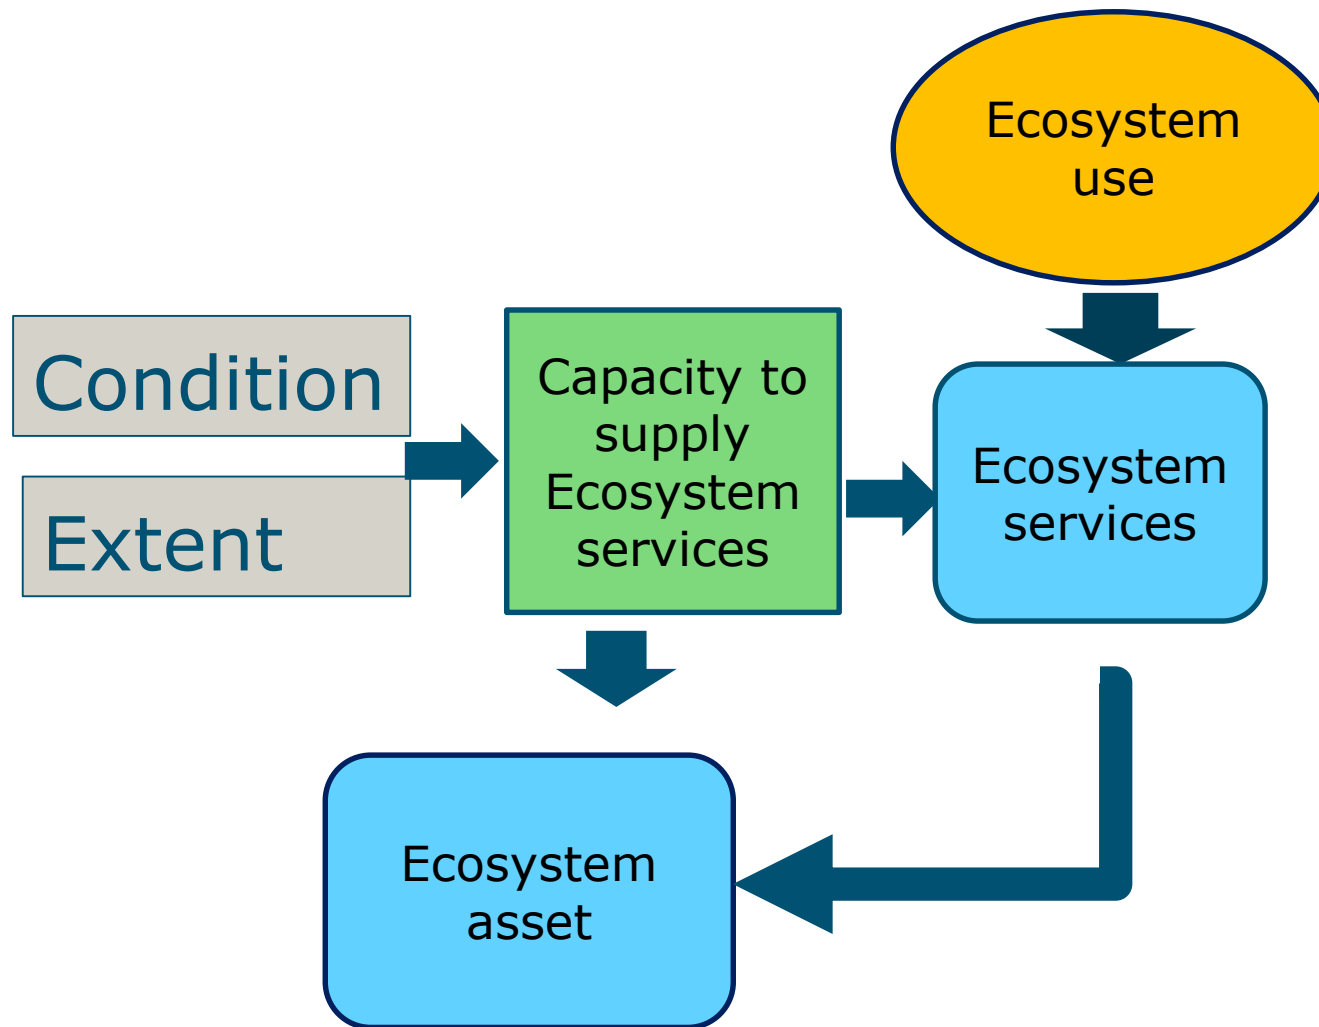 Ecosystem
use
Condition
Extent
Capacity to
supply
Ecosystem
services
Ecosystem
services
Ecosystem
asset